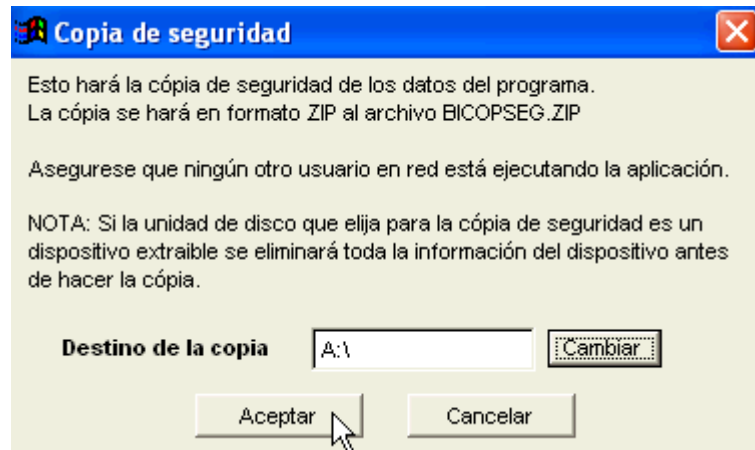 Copia de seguridad
Esto hará la cópia de seguridad de los datos del programa.
La cópia se hará en formato ZIP al archivo BICOPSEG.ZIP
Asegurese que ningún otro usuario en red está ejecutando la aplicación.
NOTA: Si la unidad de disco que elija para la cópia de seguridad es un
dispositivo extraible se eliminará toda la información del dispositivo antes
de hacer la cópia.
Destino de la copia A:\ Cambiar
Aceptar Cancelar